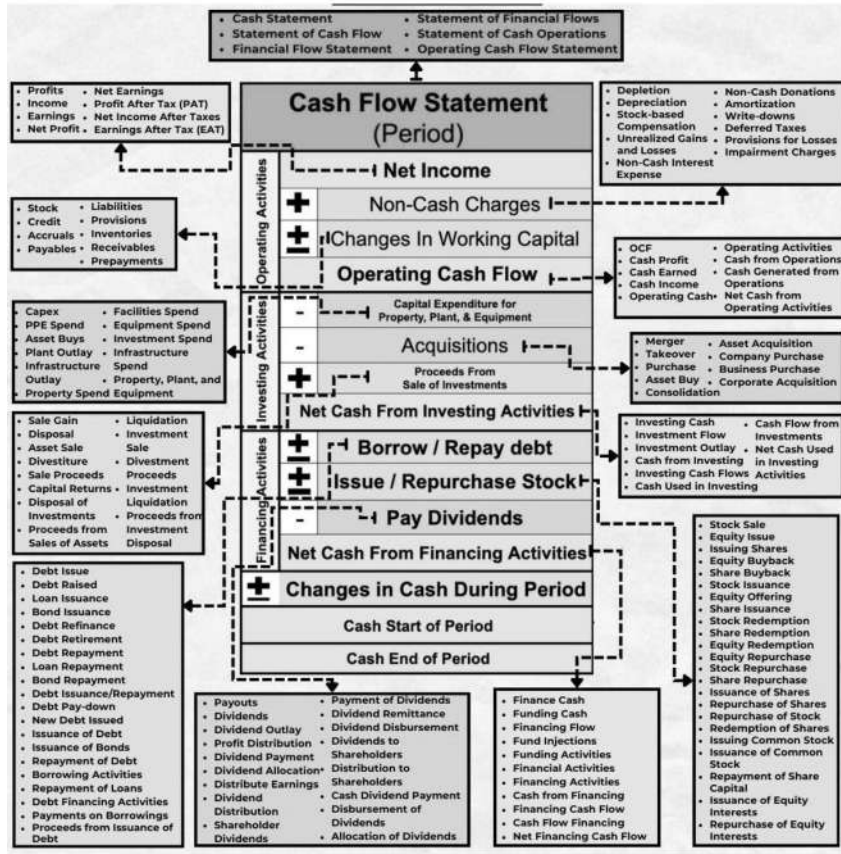 Cash Statement
Statement of Cash Flow
Financial Flow Statement
Statement of Financial Flows
Statement of Cash Operations
Operating Cash Flow Statement
Profits
Income
Earnings
Net Profit
Net Earnings
Profit After Tax (PAT)
Net Income After Taxes
Earnings After Tax (EAT)
Cash Flow Statement
(Period)
Depletion
Depreciation
Stock-based
Compensation
Unrealized Gains
and Losses
Non-Cash Interest
Expense
Non-Cash Donations
Amortization
Write-downs
Deferred Taxes
Provisions for Losses
Impairment Charges
Operating Activities
Net Income
+ Non-Cash Charges
± Changes In Working Capital
Operating Cash Flow
Stock
Credit
Accruals
Payables
Liabilities
Provisions
Inventories
Receivables
Prepayments
OCF
Cash Profit
Cash Earned
Cash Income
Operating Cash
Operating Activities
Cash from Operations
Cash Generated from
Operations
Net Cash from
Operating Activities
Investing Activities
- Capital Expenditure for
Property, Plant, & Equipment
- Acquisitions
+ Proceeds From
Sale of Investments
Net Cash From Investing Activities
Capex
PPE Spend
Asset Buys
Plant Outlay
Infrastructure
Outlay
Property Spend
Facilities Spend
Equipment Spend
Investment Spend
Infrastructure
Spend
Property, Plant, and
Equipment
Merger
Takeover
Purchase
Asset Buy
Consolidation
Asset Acquisition
Company Purchase
Business Purchase
Corporate Acquisition
Sale Gain
Disposal
Asset Sale
Divestiture
Sale Proceeds
Capital Returns
Disposal of
Investments
Proceeds from
Sales of Assets
Liquidation
Investment
Sale
Divestment
Proceeds
Investment
Liquidation
Proceeds from
Investment
Disposal
Investing Cash
Investment Flow
Investment Outlay
Cash from Investing
Investing Cash Flows
Cash Used in Investing
Cash Flow from
Investments
Net Cash Used
in Investing
Activities
Financing Activities
± Borrow / Repay debt
± Issue / Repurchase Stock
- Pay Dividends
Net Cash From Financing Activities
± Changes in Cash During Period
Cash Start of Period
Cash End of Period
Debt Issue
Debt Raised
Loan Issuance
Bond Issuance
Debt Refinance
Debt Retirement
Debt Repayment
Loan Repayment
Bond Repayment
Debt Issuance/Repayment
Debt Pay-down
New Debt Issued
Issuance of Debt
Issuance of Bonds
Repayment of Debt
Borrowing Activities
Repayment of Loans
Debt Financing Activities
Payments on Borrowings
Proceeds from Issuance of
Debt
Payouts
Dividends
Dividend Outlay
Profit Distribution
Dividend Payment
Dividend Allocation
Distribute Earnings
Dividend
Distribution
Shareholder
Dividends
Payment of Dividends
Dividend Remittance
Dividend Disbursement
Dividends to
Shareholders
Distribution to
Shareholders
Cash Dividend Payment
Disbursement of
Dividends
Allocation of Dividends
Finance Cash
Funding Cash
Financing Flow
Fund Injections
Funding Activities
Financial Activities
Financing Activities
Cash from Financing
Financing Cash Flow
Cash Flow Financing
Net Financing Cash Flow
Stock Sale
Equity Issue
Issuing Shares
Equity Buyback
Share Buyback
Stock Issuance
Equity Offering
Share Issuance
Stock Redemption
Share Redemption
Equity Redemption
Equity Repurchase
Stock Repurchase
Share Repurchase
Issuance of Shares
Repurchase of Shares
Repurchase of Stock
Redemption of Shares
Issuing Common Stock
Issuance of Common
Stock
Repayment of Share
Capital
Issuance of Equity
Interests
Repurchase of Equity
Interests